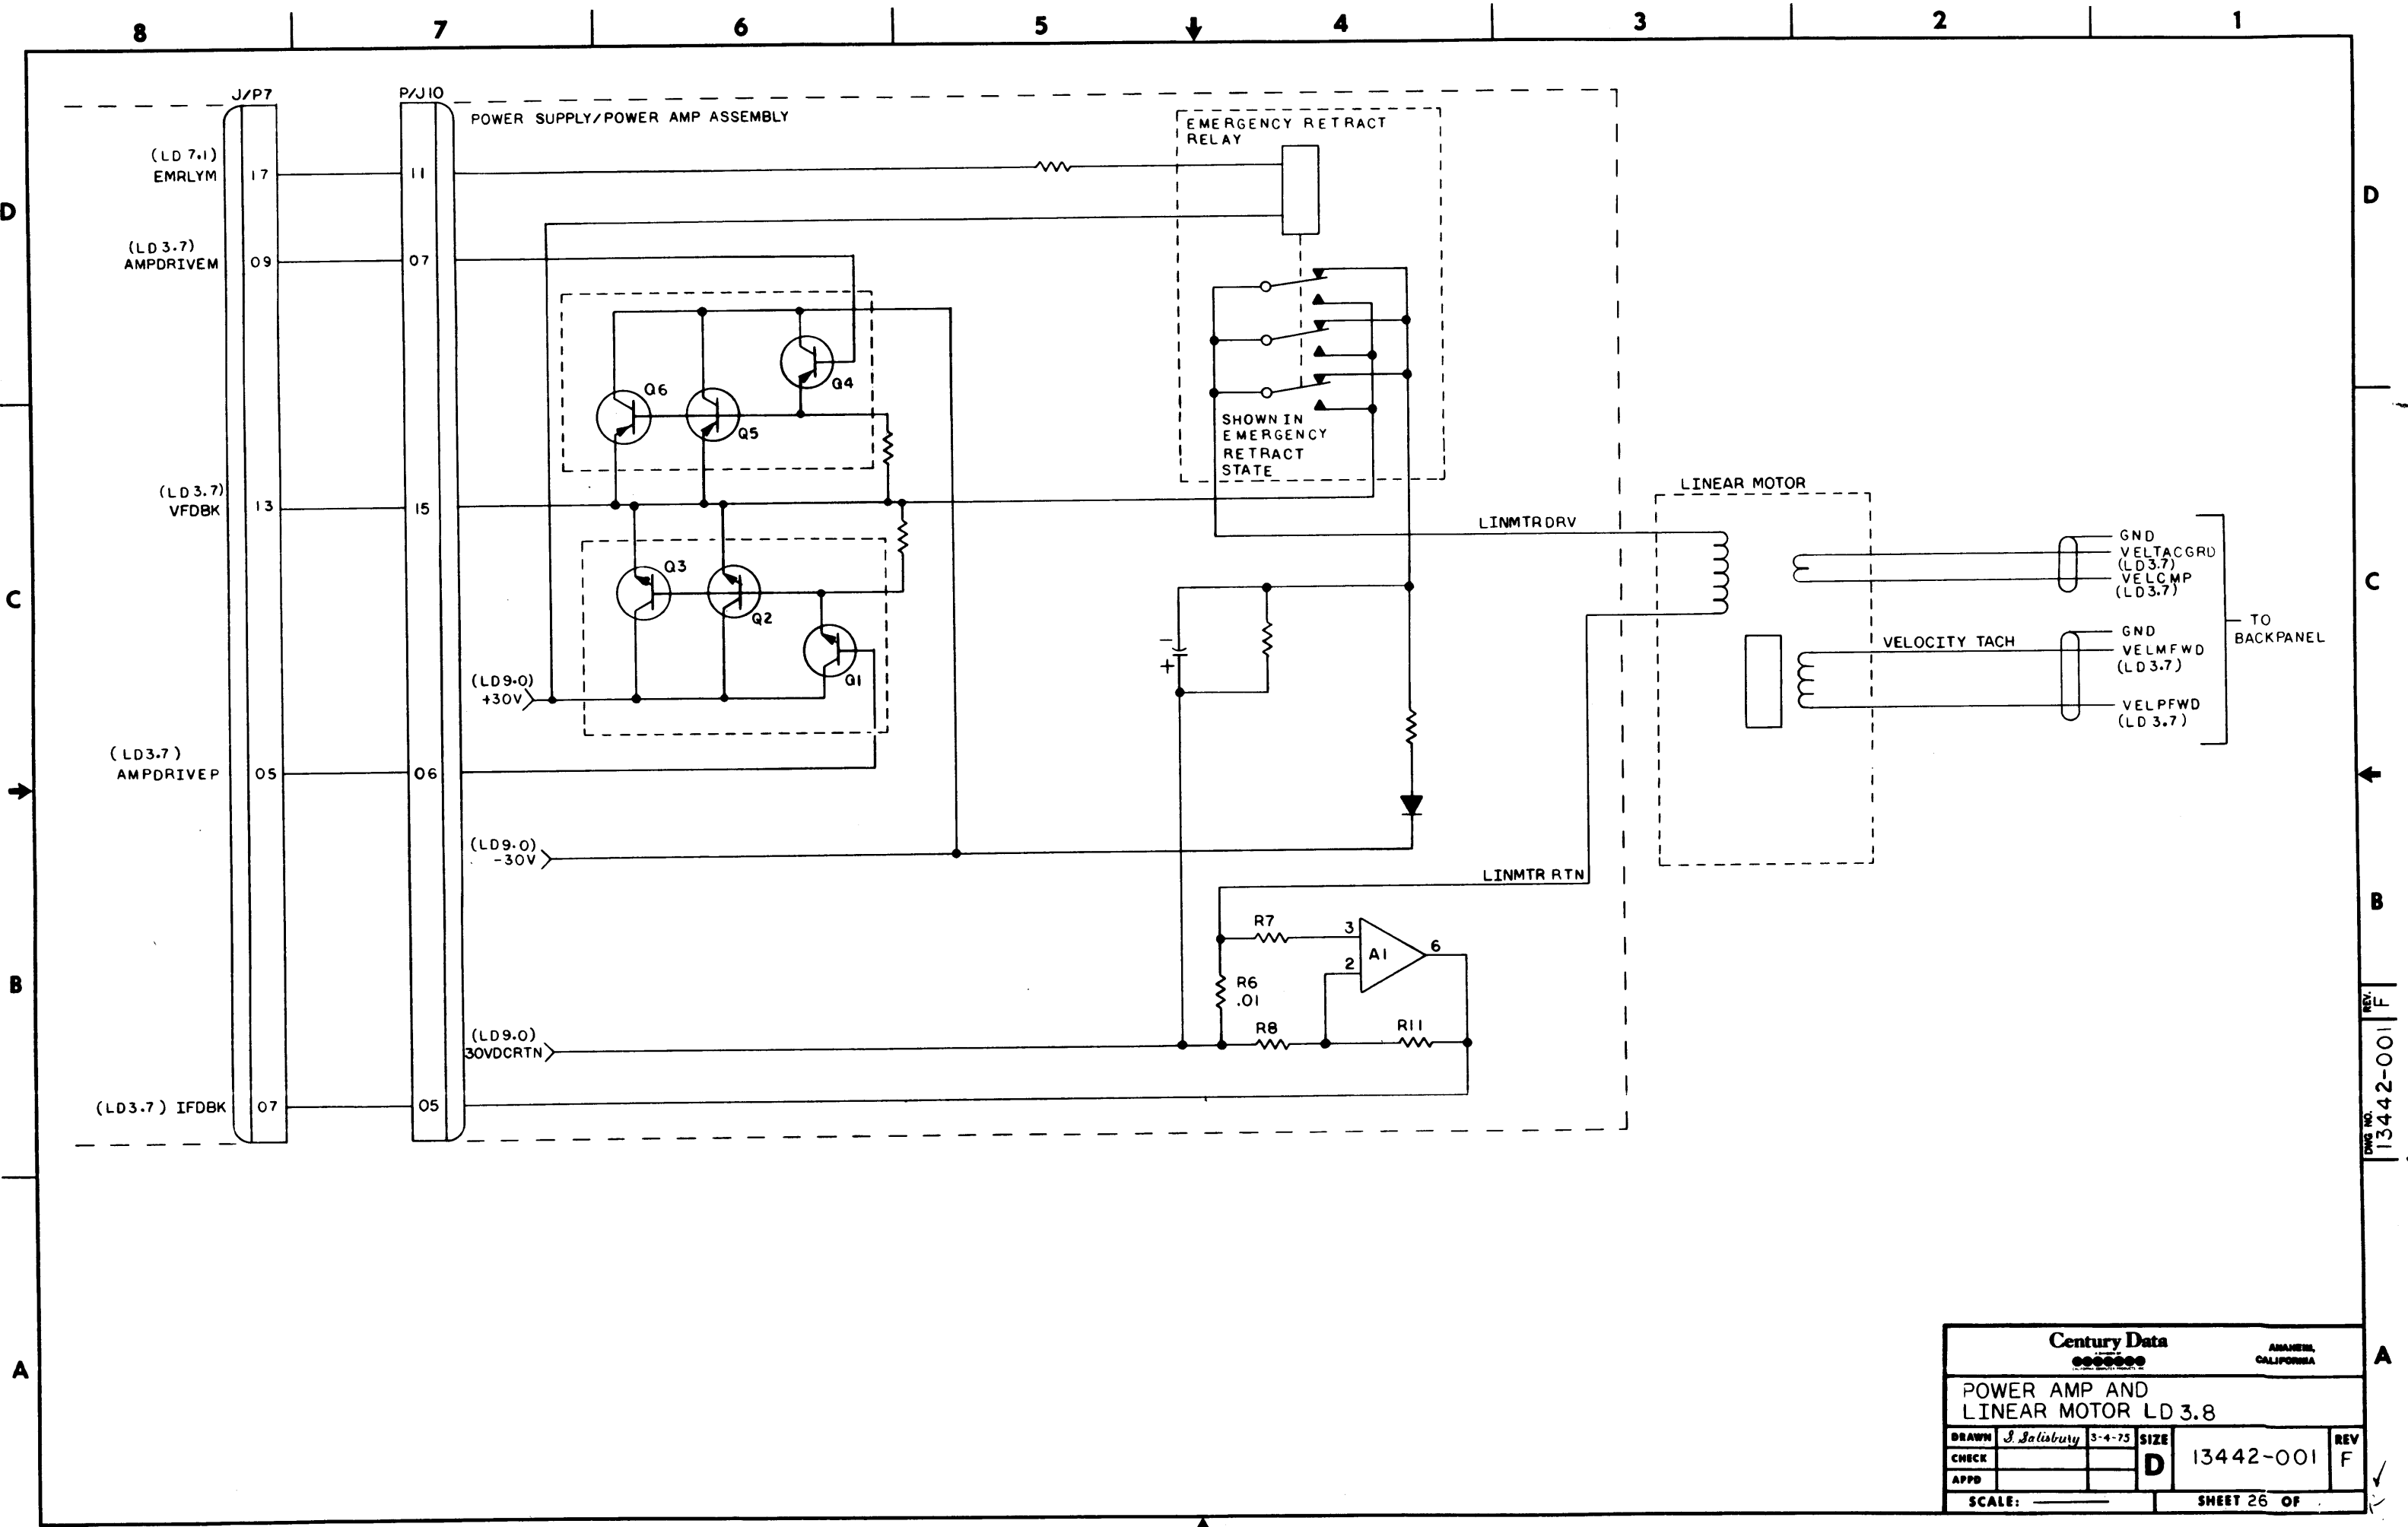 8 7 6 5 4 3 2 1
D
C
B
A
D
C
B
A
J/P7
P/J10
POWER SUPPLY/POWER AMP ASSEMBLY
(LD 7.1)
EMRLYM
17
11
(LD 3.7)
AMPDRIVEM
09
07
(LD3.7)
VFDBK
13
15
(LD3.7)
AMPDRIVEP
05
06
(LD3.7) IFDBK
07
05
Q6
Q5
Q4
Q3
Q2
Q1
(LD9.0)
+30V
(LD9.0)
-30V
(LD9.0)
30VDCRTN
EMERGENCY RETRACT
RELAY
SHOWN IN
EMERGENCY
RETRACT
STATE
LINMTRDRV
-
+
LINMTR RTN
R7
R6
.01
R8
R11
3
2
6
A1
LINEAR MOTOR
VELOCITY TACH
GND
VELTACGRD
(LD3.7)
VELCMP
(LD3.7)
GND
VELMFWD
(LD3.7)
VELPFWD
(LD3.7)
TO
BACKPANEL
REV. F
DWG NO. 13442-001
Century Data
ANAHEIM,
CALIFORNIA
POWER AMP AND
LINEAR MOTOR LD 3.8
DRAWN S. Salisbury 3-4-75
CHECK
APPD
SIZE
D
13442-001
REV
F
SCALE:
SHEET 26 OF